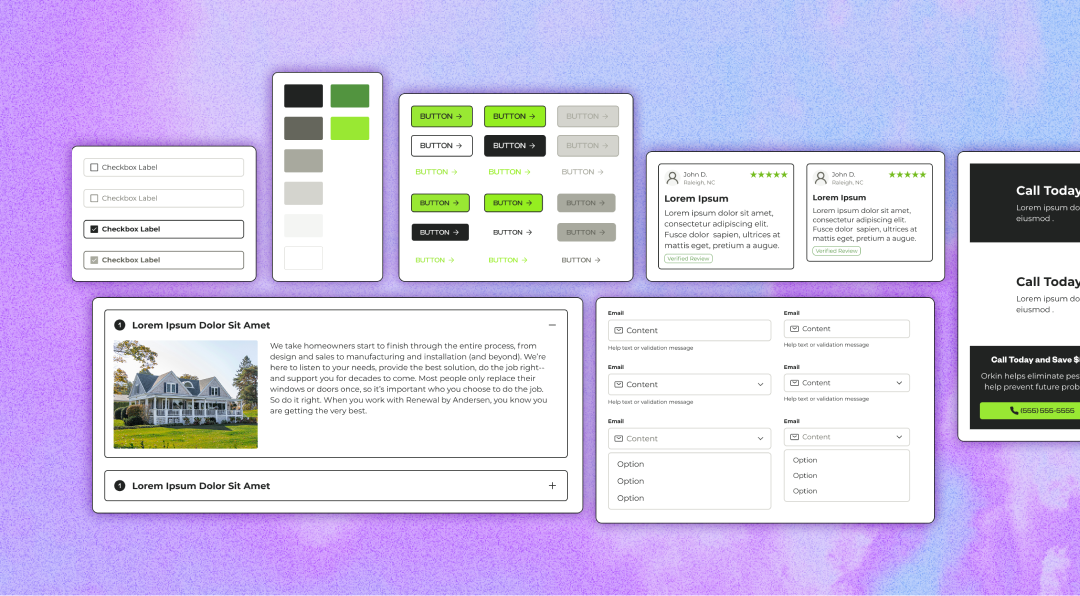 Checkbox Label
Checkbox Label
Checkbox Label
Checkbox Label
BUTTON → BUTTON → BUTTON →
BUTTON → BUTTON → BUTTON →
BUTTON → BUTTON → BUTTON →
BUTTON → BUTTON → BUTTON →
BUTTON → BUTTON → BUTTON →
BUTTON → BUTTON → BUTTON →
John D.
Raleigh, NC
★★★★★
Lorem Ipsum
Lorem ipsum dolor sit amet,
consectetur adipiscing elit.
Fusce dolor sapien, ultrices at
mattis eget, pretium a augue.
Verified Review
John D.
Raleigh, NC
★★★★★
Lorem Ipsum
Lorem ipsum dolor sit amet,
consectetur adipiscing elit.
Fusce dolor sapien, ultrices at
mattis eget, pretium a augue.
Verified Review
Call Today
Lorem ipsum do
eiusmod .
Call Today
Lorem ipsum do
eiusmod .
Call Today and Save $
Orkin helps eliminate pes
help prevent future prob
(555) 555-5555
1 Lorem Ipsum Dolor Sit Amet
We take homeowners start to finish through the entire process, from
design and sales to manufacturing and installation (and beyond). We're
here to listen to your needs, provide the best solution, do the job right--
and support you for decades to come. Most people only replace their
windows or doors once, so it's important who you choose to do the job.
So do it right. When you work with Renewal by Andersen, you know you
are getting the very best.
1 Lorem Ipsum Dolor Sit Amet
Email
Content
Help text or validation message
Email
Content
Help text or validation message
Email
Content
Option
Option
Option
Email
Content
Help text or validation message
Email
Content
Help text or validation message
Email
Content
Option
Option
Option